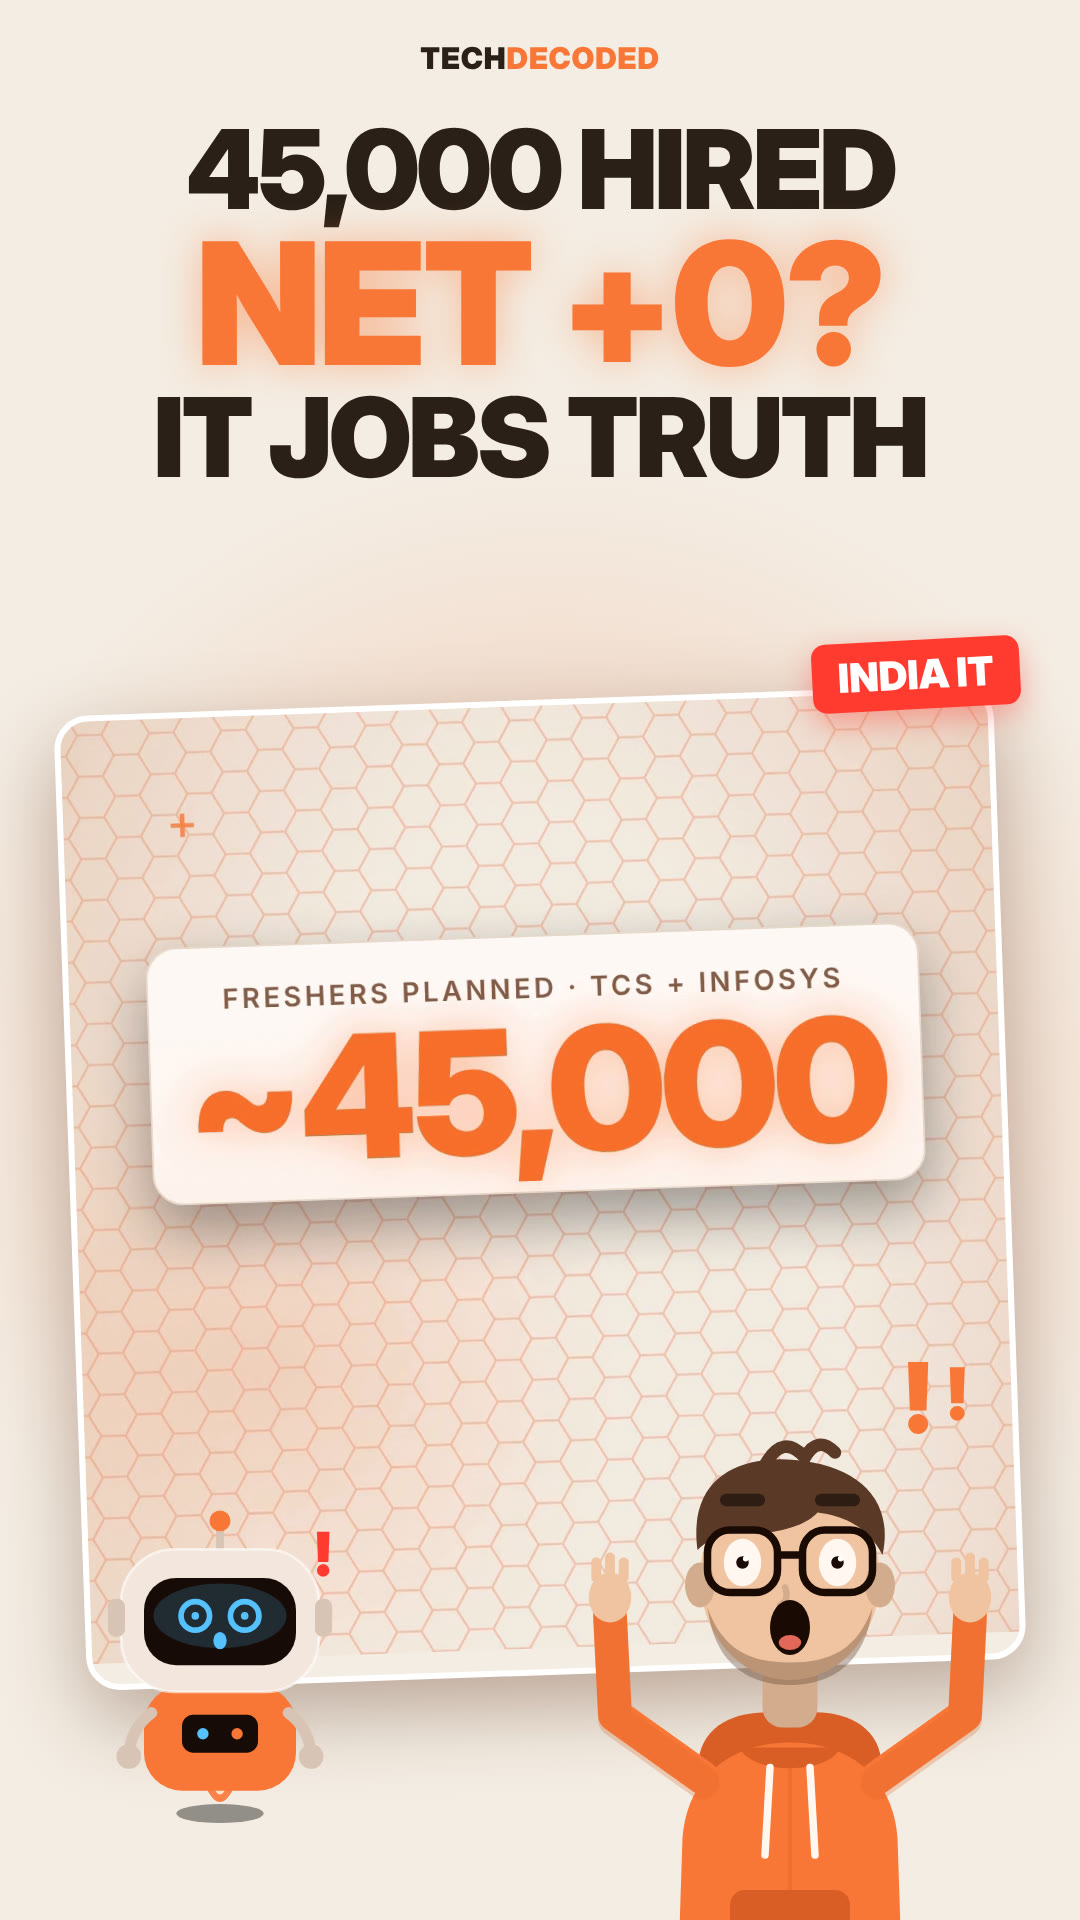 TECHDECODED
45,000 HIRED
NET +0?
IT JOBS TRUTH
INDIA IT
+
FRESHERS PLANNED · TCS + INFOSYS
~45,000
!!
!